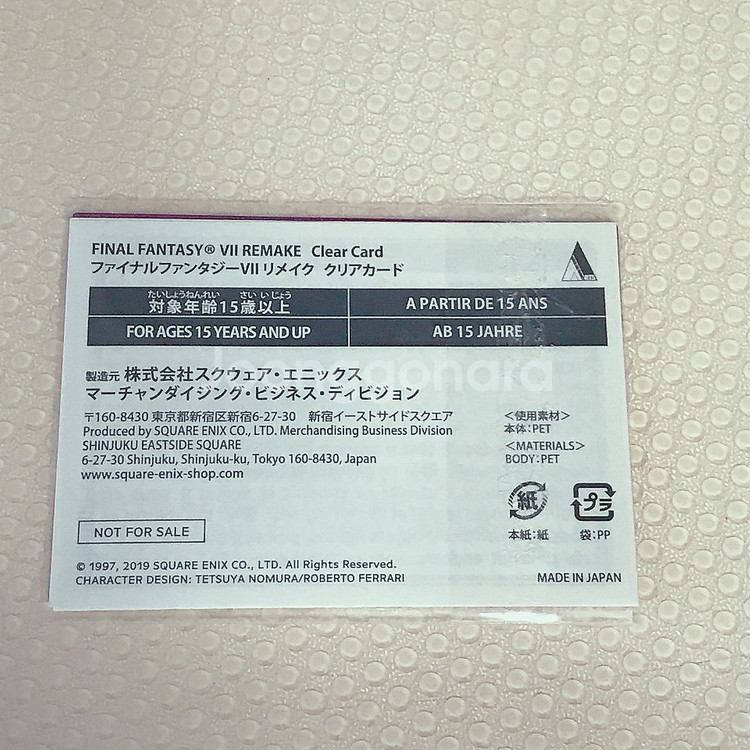 FINAL FANTASY® VII REMAKE Clear Card
ファイナルファンタジーVII リメイク クリアカード
たいしょうねんれい さい いじょう
対象年齢15歳以上
A PARTIR DE 15 ANS
FOR AGES 15 YEARS AND UP
AB 15 JAHRE
製造元 株式会社スクウェア・エニックス
マーチャンダイジング・ビジネス・ディビジョン
〒160-8430 東京都新宿区新宿6-27-30 新宿イーストサイドスクエア
Produced by SQUARE ENIX CO., LTD. Merchandising Business Division
SHINJUKU EASTSIDE SQUARE
6-27-30 Shinjuku, Shinjuku-ku, Tokyo 160-8430, Japan
www.square-enix-shop.com
<使用素材>
本体:PET
<MATERIALS>
BODY:PET
紙
本紙:紙
プラ
袋:PP
NOT FOR SALE
© 1997, 2019 SQUARE ENIX CO., LTD. All Rights Reserved.
CHARACTER DESIGN: TETSUYA NOMURA/ROBERTO FERRARI
MADE IN JAPAN